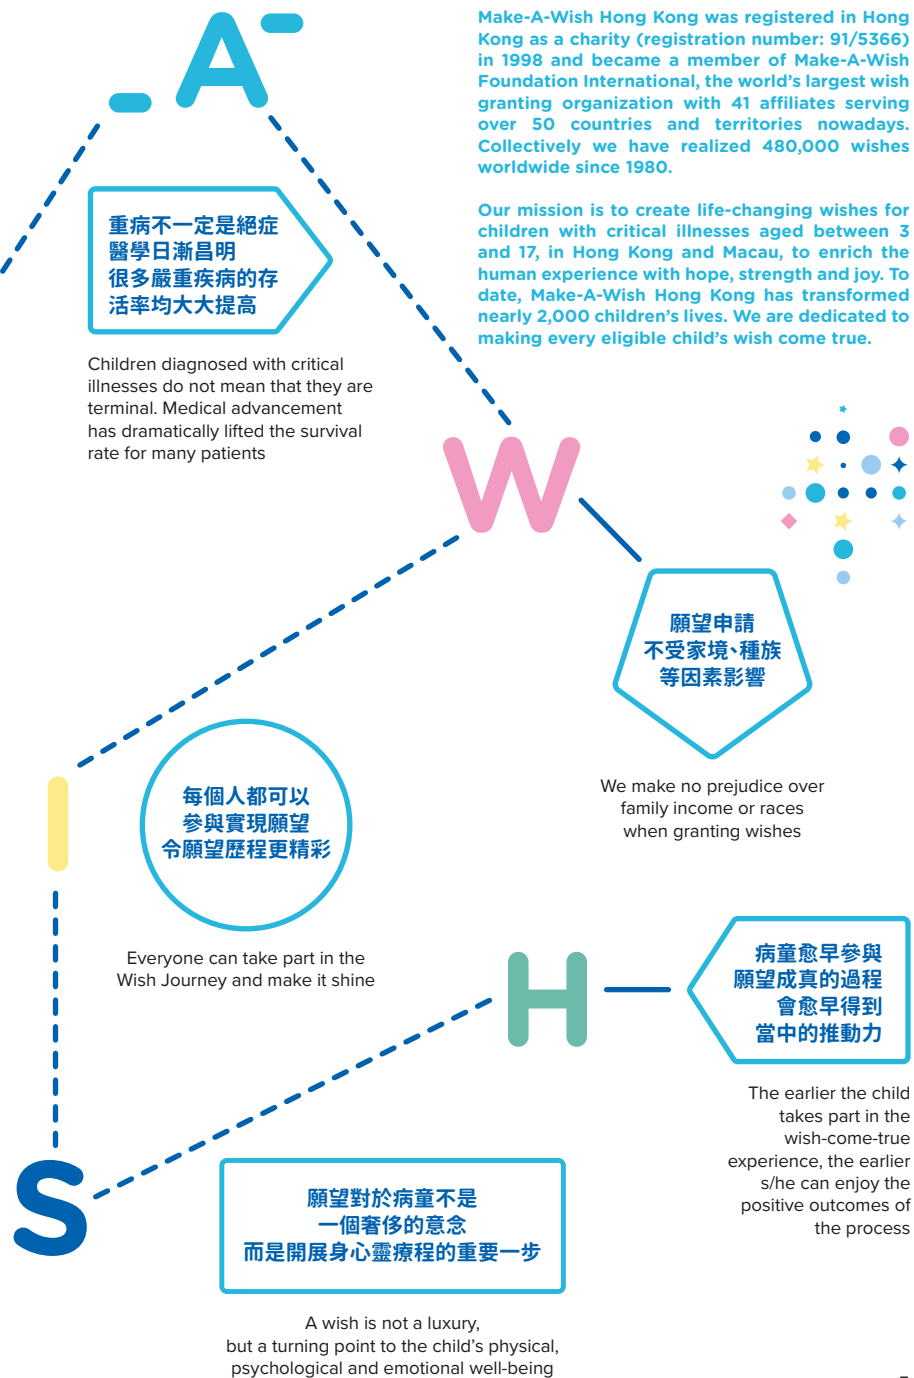 -A-
Make-A-Wish Hong Kong was registered in Hong
Kong as a charity (registration number: 91/5366)
in 1998 and became a member of Make-A-Wish
Foundation International, the world's largest wish
granting organization with 41 affiliates serving
over 50 countries and territories nowadays.
Collectively we have realized 480,000 wishes
worldwide since 1980.
Our mission is to create life-changing wishes for
children with critical illnesses aged between 3
and 17, in Hong Kong and Macau, to enrich the
human experience with hope, strength and joy. To
date, Make-A-Wish Hong Kong has transformed
nearly 2,000 children's lives. We are dedicated to
making every eligible child's wish come true.
重病不一定是絕症
醫學日漸昌明
很多嚴重疾病的存
活率均大大提高
Children diagnosed with critical
illnesses do not mean that they are
terminal. Medical advancement
has dramatically lifted the survival
rate for many patients
W
願望申請
不受家境、種族
等因素影響
We make no prejudice over
family income or races
when granting wishes
I
每個人都可以
參與實現願望
令願望歷程更精彩
Everyone can take part in the
Wish Journey and make it shine
H
病童愈早參與
願望成真的過程
會愈早得到
當中的推動力
The earlier the child
takes part in the
wish-come-true
experience, the earlier
s/he can enjoy the
positive outcomes of
the process
S
願望對於病童不是
一個奢侈的意念
而是開展身心靈療程的重要一步
A wish is not a luxury,
but a turning point to the child's physical,
psychological and emotional well-being